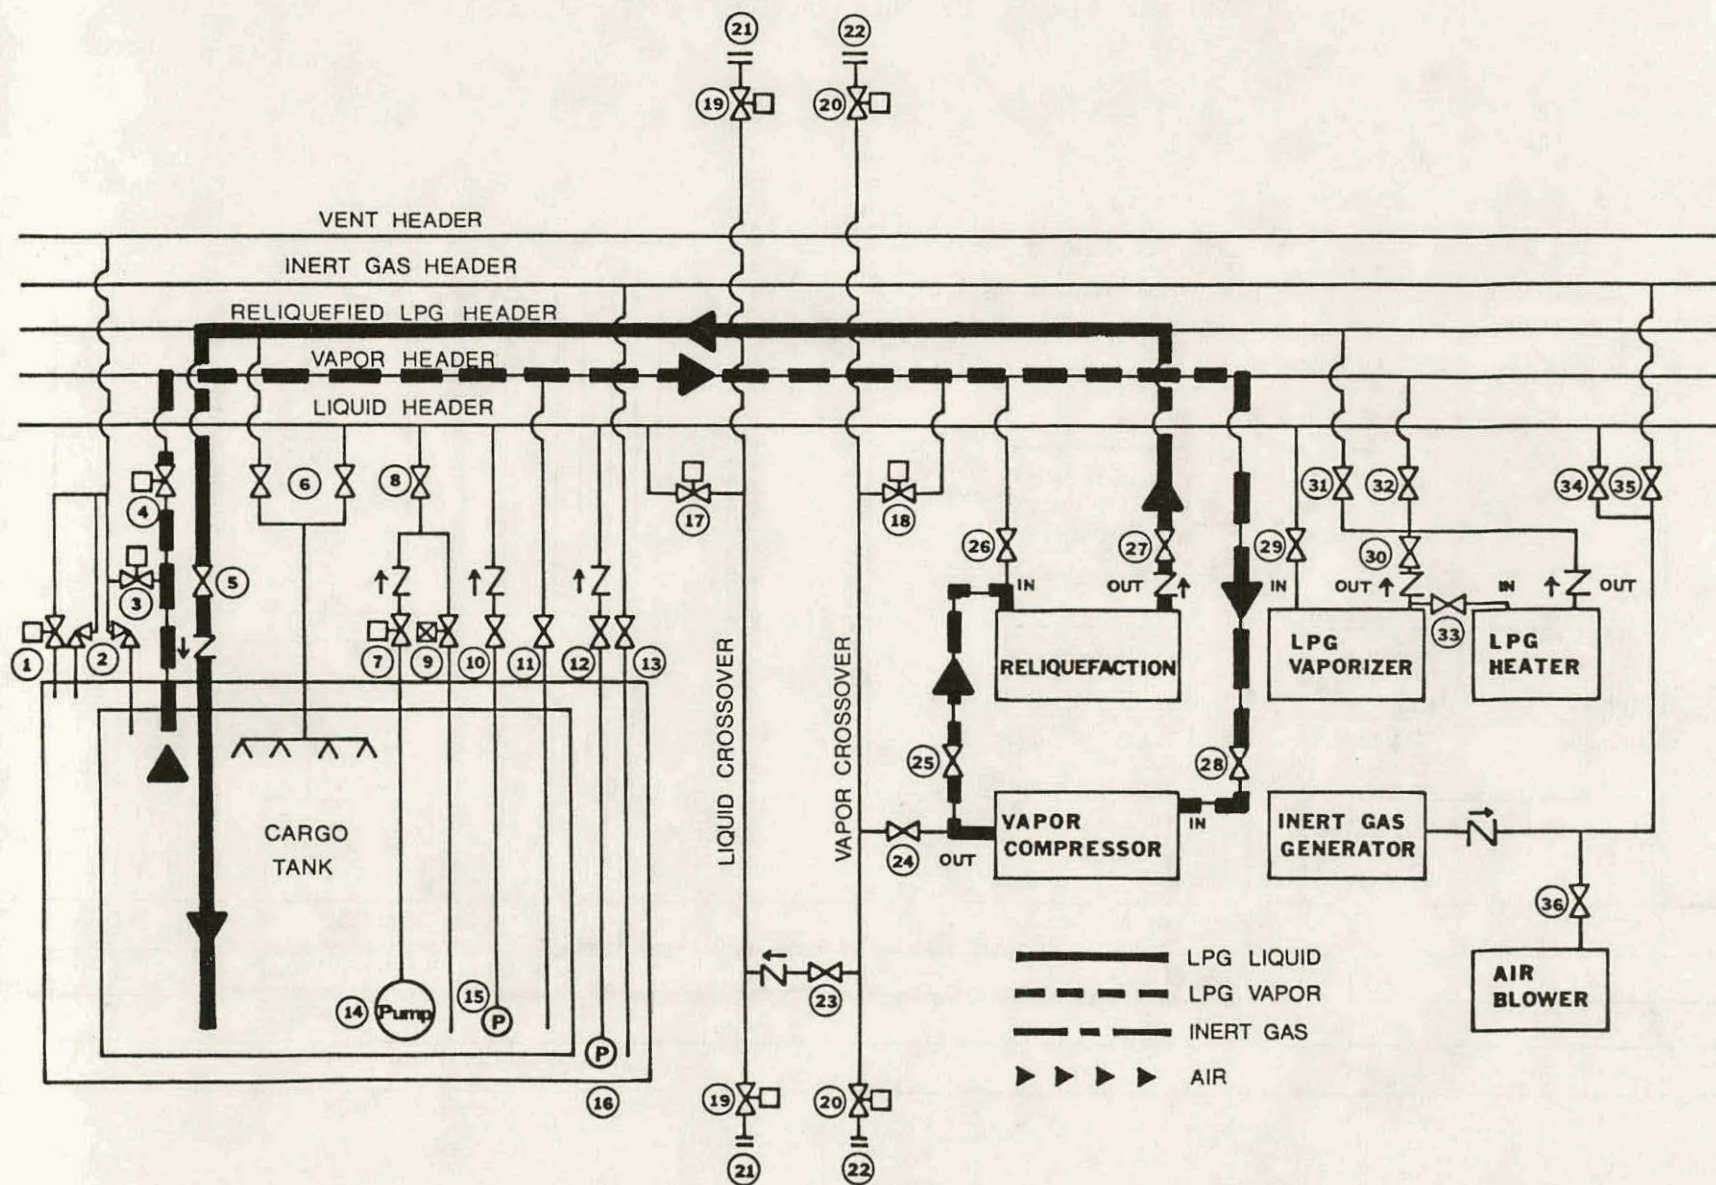 21 22
19 20
VENT HEADER
INERT GAS HEADER
RELIQUEFIED LPG HEADER
VAPOR HEADER
LIQUID HEADER
4 6 8 17 18 31 32 34 35
3 5 26 27 29 30
IN OUT IN OUT IN OUT
1 2 7 9 10 11 12 13 33
RELIQUEFACTION
LPG
VAPORIZER
LPG
HEATER
LIQUID CROSSOVER
VAPOR CROSSOVER
25 28
CARGO
TANK
24 OUT
VAPOR
COMPRESSOR
IN
INERT GAS
GENERATOR
36
14 Pump 15 P
P
16
23
LPG LIQUID
LPG VAPOR
INERT GAS
AIR
AIR
BLOWER
19 20
21 22